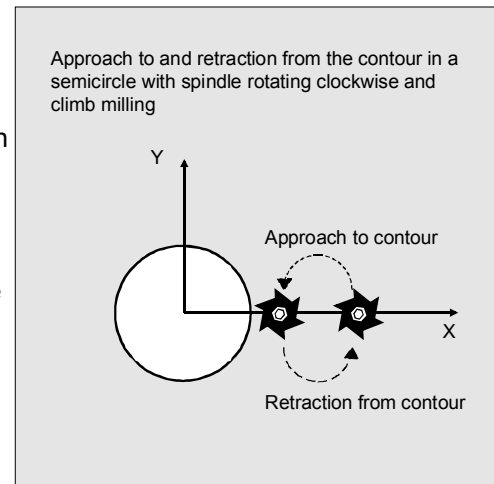 Approach to and retraction from the contour in a
semicircle with spindle rotating clockwise and
climb milling
Y
Approach to contour
X
Retraction from contour